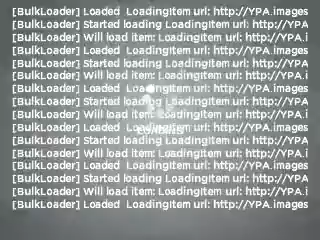 [BulkLoader] Loaded  LoadingItem url: http://YPA.images
[BulkLoader] Started loading LoadingItem url: http://YPA
[BulkLoader] Will load item: LoadingItem url: http://YPA.i
[BulkLoader] Loaded  LoadingItem url: http://YPA.images
[BulkLoader] Started loading LoadingItem url: http://YPA
[BulkLoader] Will load item: LoadingItem url: http://YPA.i
[BulkLoader] Loaded  LoadingItem url: http://YPA.images
[BulkLoader] Started loading LoadingItem url: http://YPA
[BulkLoader] Will load item: LoadingItem url: http://YPA.i
[BulkLoader] Loaded  LoadingItem url: http://YPA.images
[BulkLoader] Started loading LoadingItem url: http://YPA
[BulkLoader] Will load item: LoadingItem url: http://YPA.i
[BulkLoader] Loaded  LoadingItem url: http://YPA.images
[BulkLoader] Started loading LoadingItem url: http://YPA
[BulkLoader] Will load item: LoadingItem url: http://YPA.i
[BulkLoader] Loaded  LoadingItem url: http://YPA.images